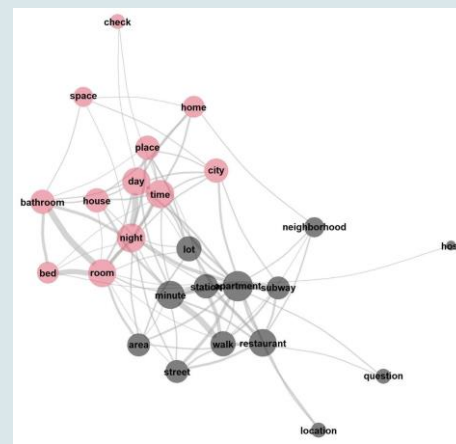 check
space
home
place
day
time
city
bathroom
house
night
neighborhood
lot
bed
room
minute
station
apartment
subway
area
walk
restaurant
street
question
location